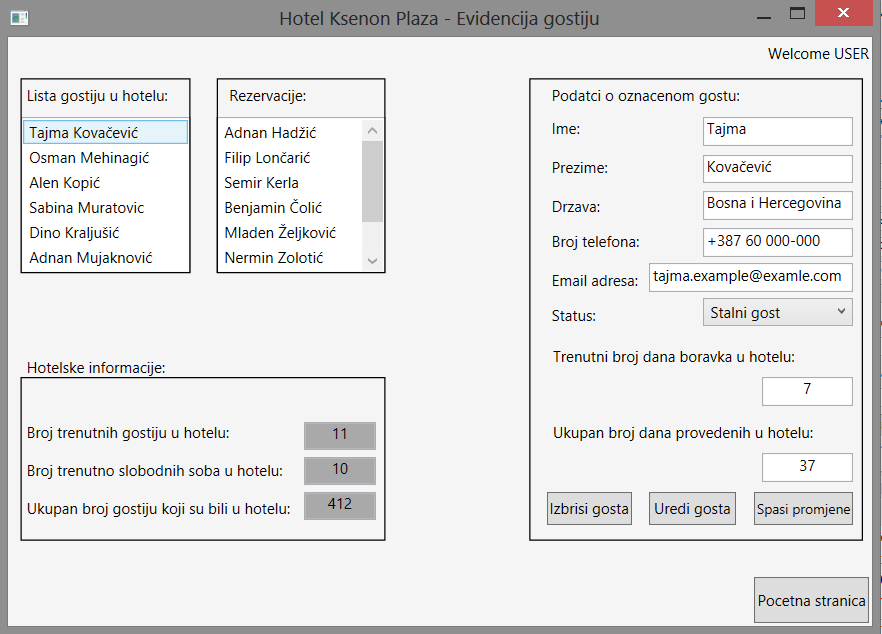 Hotel Ksenon Plaza - Evidencija gostiju
Welcome USER
Lista gostiju u hotelu:
Tajma Kovačević
Osman Mehinagić
Alen Kopić
Sabina Muratovic
Dino Kraljušić
Adnan Mujaknović
Rezervacije:
Adnan Hadžić
Filip Lončarić
Semir Kerla
Benjamin Čolić
Mladen Željković
Nermin Zolotić
Hotelske informacije:
Broj trenutnih gostiju u hotelu: 11
Broj trenutno slobodnih soba u hotelu: 10
Ukupan broj gostiju koji su bili u hotelu: 412
Podatci o oznacenom gostu:
Ime: Tajma
Prezime: Kovačević
Drzava: Bosna i Hercegovina
Broj telefona: +387 60 000-000
Email adresa: tajma.example@examle.com
Status: Stalni gost
Trenutni broj dana boravka u hotelu:
7
Ukupan broj dana provedenih u hotelu:
37
Izbrisi gosta Uredi gosta Spasi promjene
Pocetna stranica